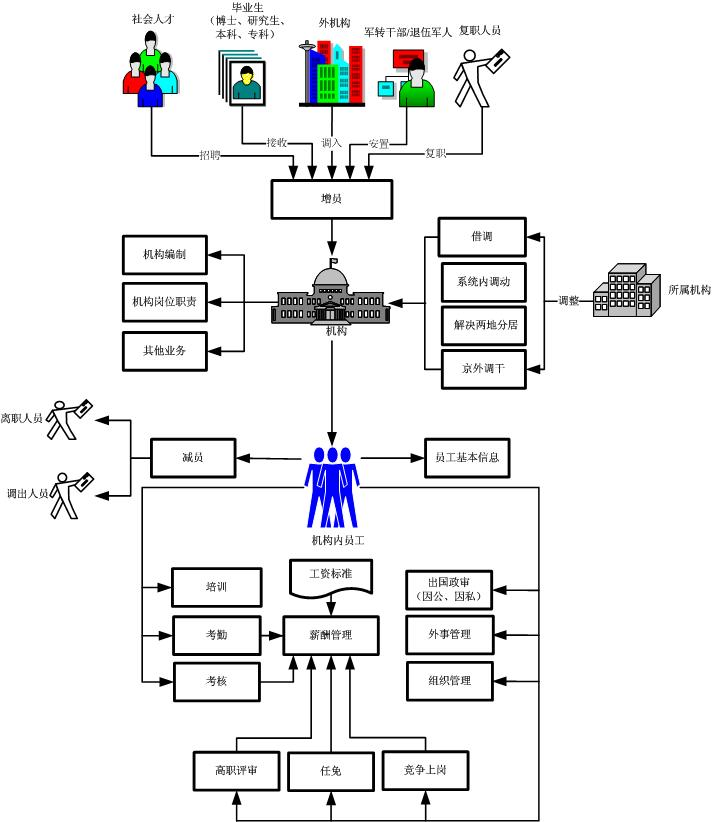 社会人才
毕业生
（博士、研究生、
本科、专科）
外机构
军转干部/退伍军人
复职人员
招聘
接收
调入
安置
复职
增员
机构编制
机构岗位职责
其他业务
机构
借调
系统内调动
解决两地分居
京外调干
调整
所属机构
离职人员
调出人员
减员
员工基本信息
机构内员工
培训
考勤
考核
工资标准
薪酬管理
出国政审
（因公、因私）
外事管理
组织管理
高职评审
任免
竞争上岗